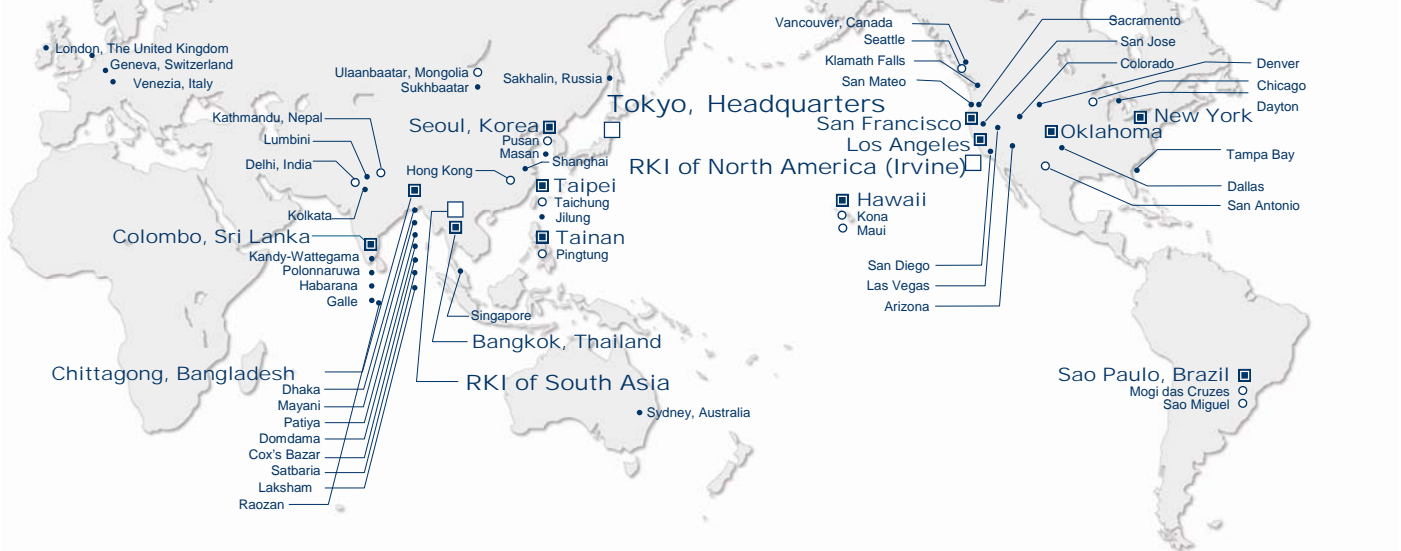 London, The United Kingdom
Geneva, Switzerland
Venezia, Italy
Ulaanbaatar, Mongolia
Sukhbaatar
Sakhalin, Russia
Kathmandu, Nepal
Lumbini
Delhi, India
Kolkata
Seoul, Korea
Pusan
Masan
Shanghai
Hong Kong
Tokyo, Headquarters
Taipei
Taichung
Jilung
Tainan
Pingtung
Colombo, Sri Lanka
Kandy-Wattegama
Polonnaruwa
Habarana
Galle
Singapore
Bangkok, Thailand
RKI of South Asia
Chittagong, Bangladesh
Dhaka
Mayani
Patiya
Domdama
Cox's Bazar
Satbaria
Laksham
Raozan
Sydney, Australia
Vancouver, Canada
Seattle
Klamath Falls
San Mateo
San Francisco
Los Angeles
RKI of North America (Irvine)
Hawaii
Kona
Maui
San Diego
Las Vegas
Arizona
Sacramento
San Jose
Colorado
Denver
Chicago
Dayton
New York
Oklahoma
Tampa Bay
Dallas
San Antonio
Sao Paulo, Brazil
Mogi das Cruzes
Sao Miguel